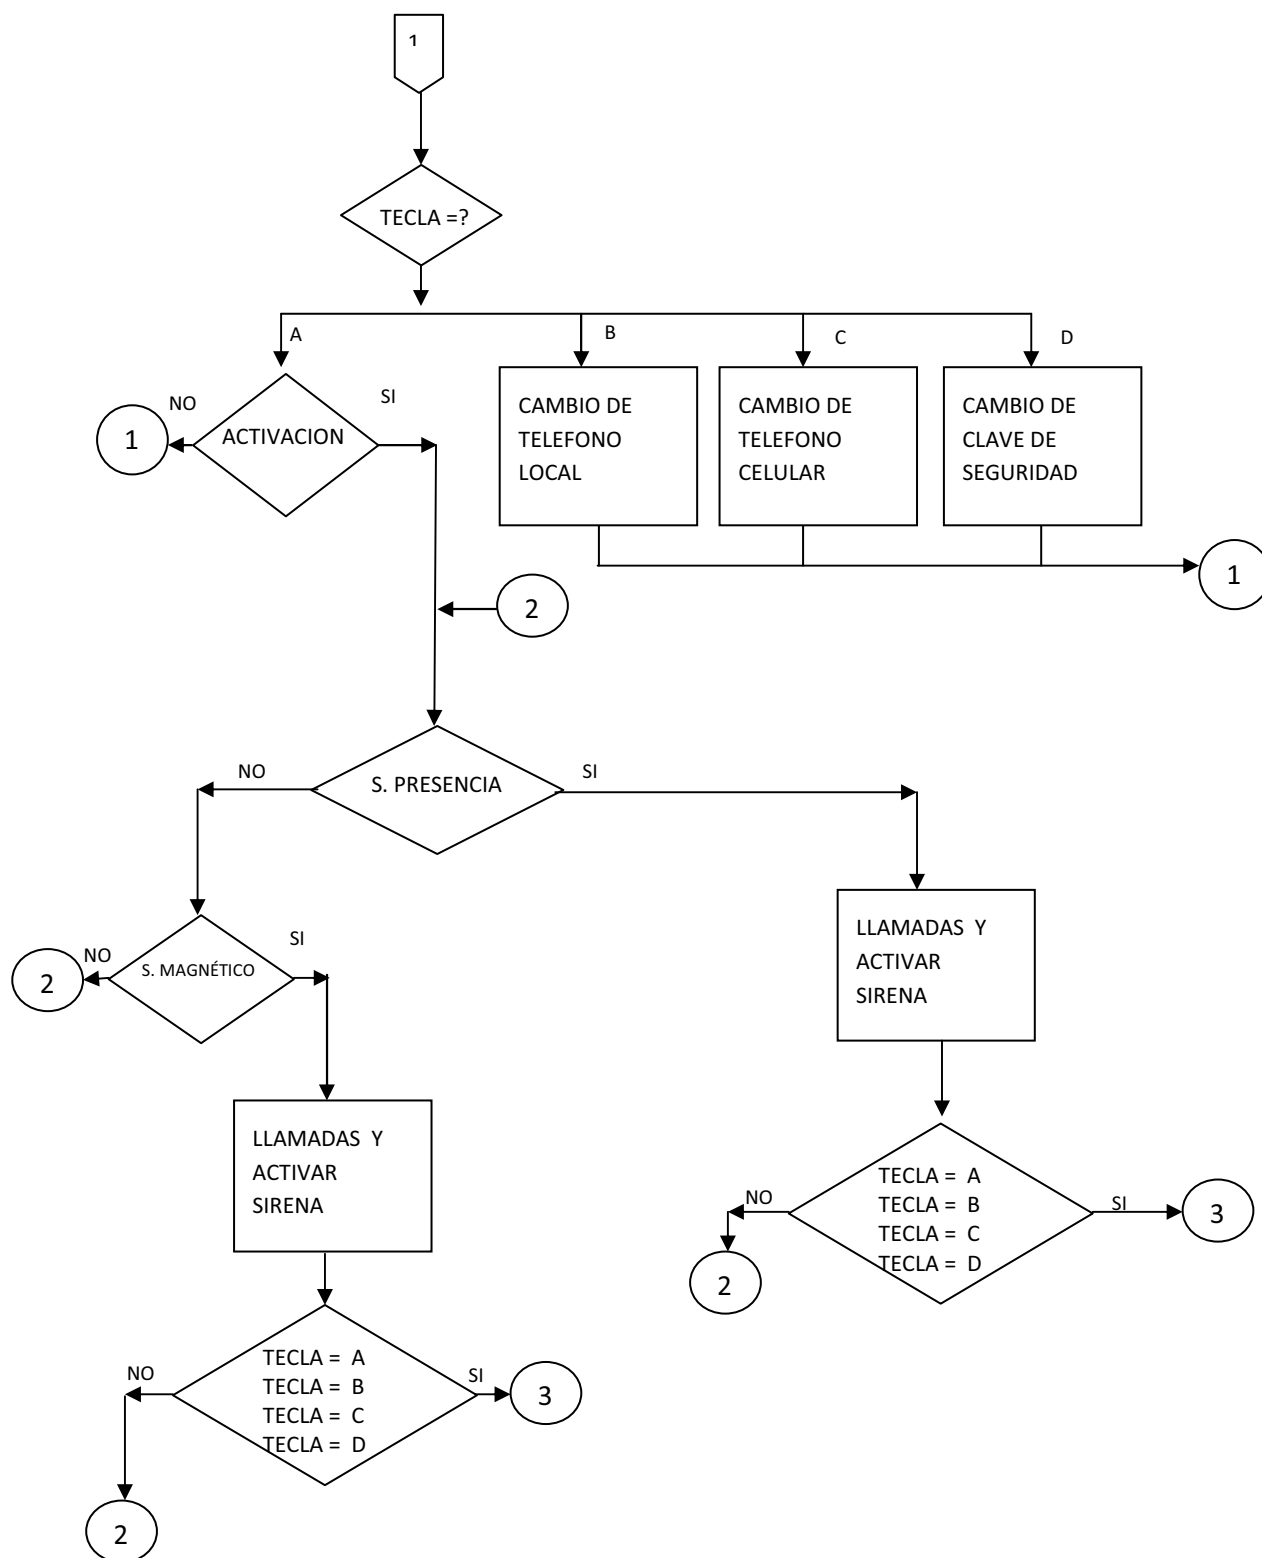 1
TECLA =?
A
B
C
D
NO
SI
1
ACTIVACION
CAMBIO DE
TELEFONO
LOCAL
CAMBIO DE
TELEFONO
CELULAR
CAMBIO DE
CLAVE DE
SEGURIDAD
1
2
NO
SI
S. PRESENCIA
NO
SI
2
S. MAGNÉTICO
LLAMADAS Y
ACTIVAR
SIRENA
LLAMADAS Y
ACTIVAR
SIRENA
NO
TECLA = A
TECLA = B
TECLA = C
TECLA = D
SI
3
2
NO
TECLA = A
TECLA = B
TECLA = C
TECLA = D
SI
3
2